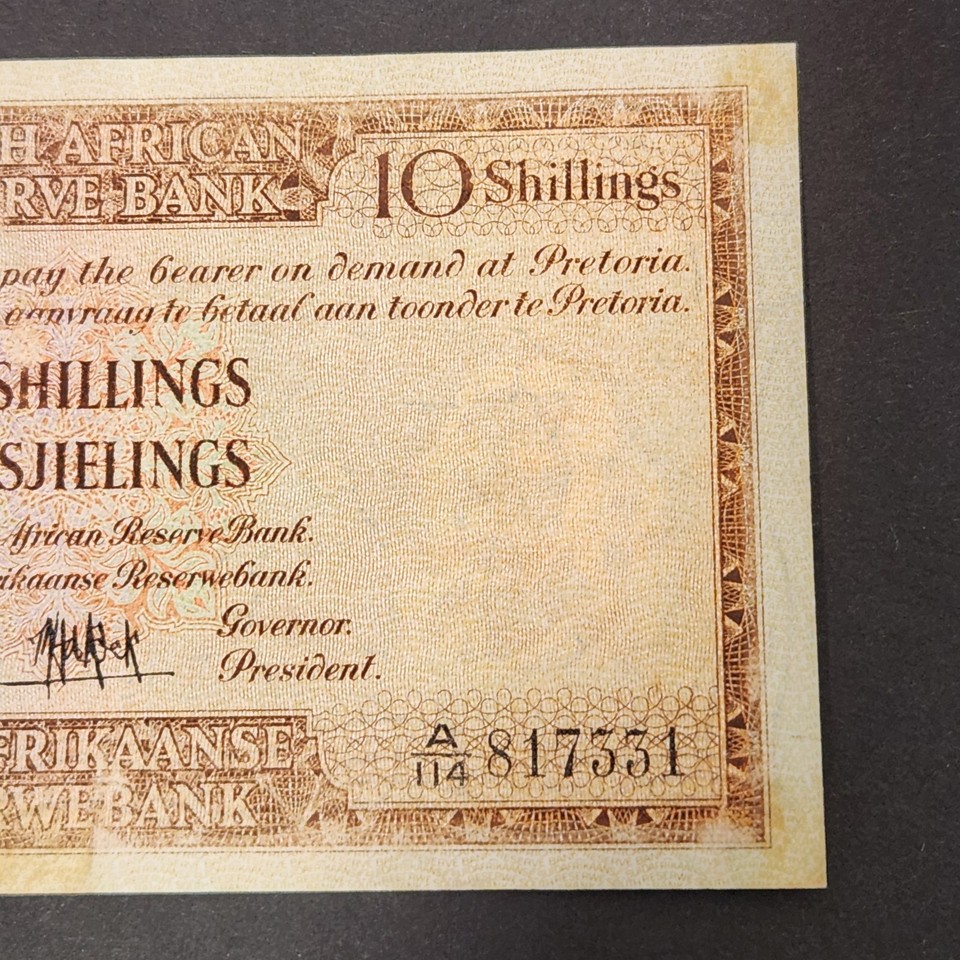 H AFRICAN
RVE BANK
10 Shillings
pay the bearer on demand at Pretoria.
aanvraag te betaal aan toonder te Pretoria.
SHILLINGS
SJIELINGS
African Reserve Bank.
ikaanse Reserwebank.
Governor.
President.
FRIKAANSE
RWEBANK
A/114 817331